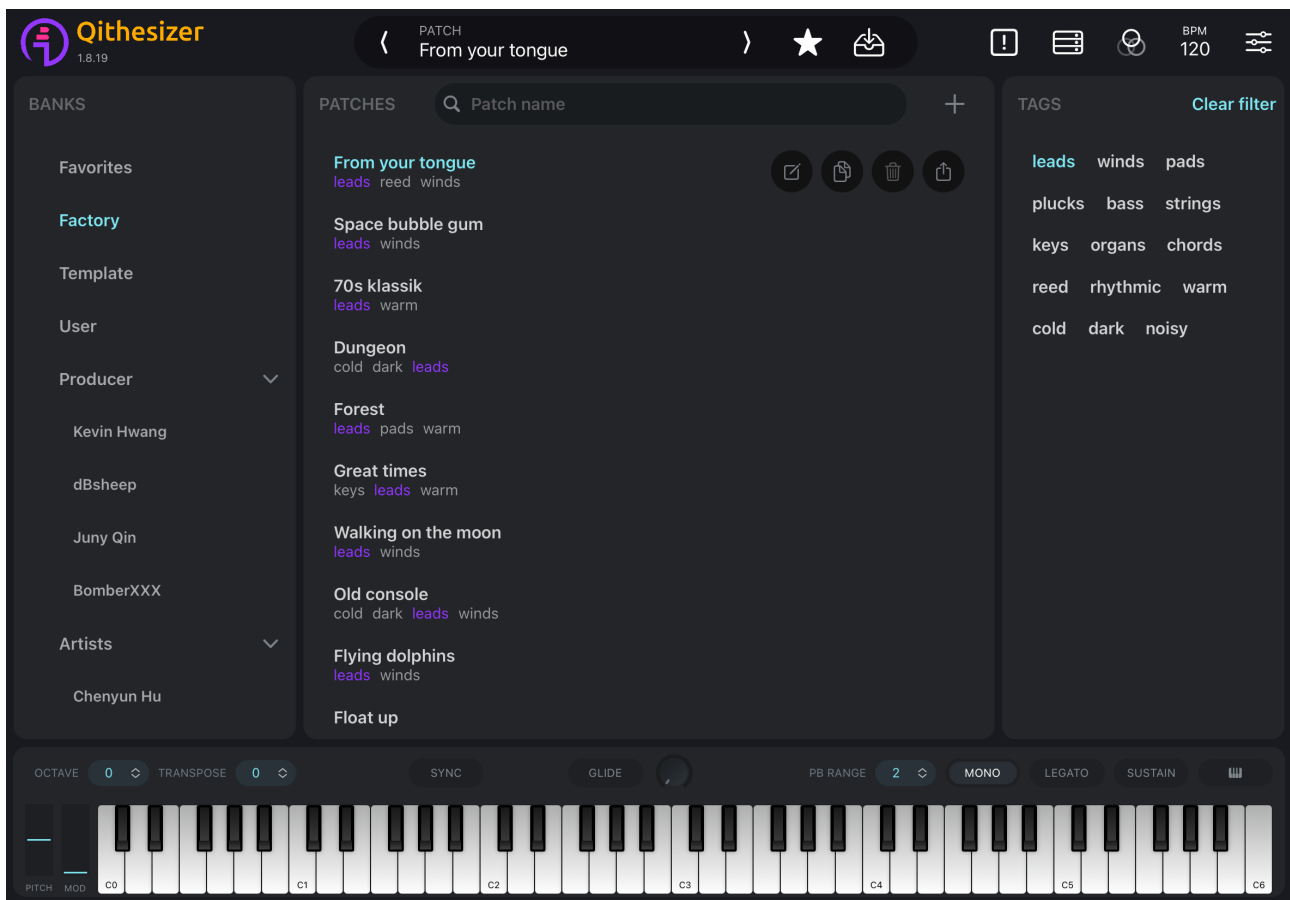 Qithesizer
1.8.19
PATCH
From your tongue
BPM
120
BANKS
Favorites
Factory
Template
User
Producer
Kevin Hwang
dBsheep
Juny Qin
BomberXXX
Artists
Chenyun Hu
PATCHES
Patch name
From your tongue
leads reed winds
Space bubble gum
leads winds
70s klassik
leads warm
Dungeon
cold dark leads
Forest
leads pads warm
Great times
keys leads warm
Walking on the moon
leads winds
Old console
cold dark leads winds
Flying dolphins
leads winds
Float up
TAGS Clear filter
leads winds pads
plucks bass strings
keys organs chords
reed rhythmic warm
cold dark noisy
OCTAVE 0 TRANSPOSE 0 SYNC GLIDE PB RANGE 2 MONO LEGATO SUSTAIN
PITCH MOD C0 C1 C2 C3 C4 C5 C6